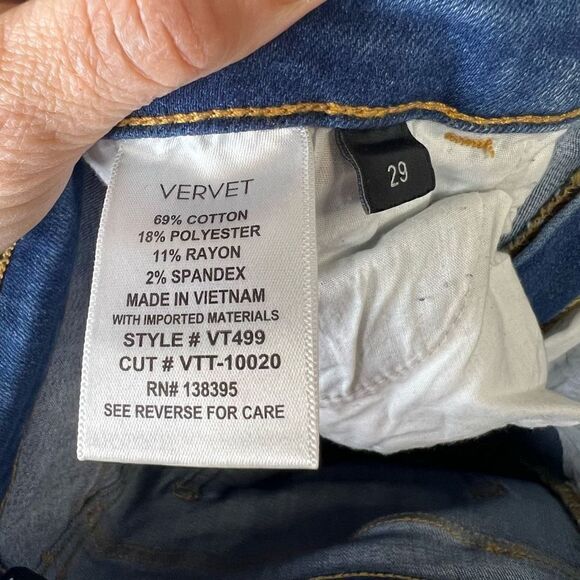 VERVET
69% COTTON
18% POLYESTER
11% RAYON
2% SPANDEX
MADE IN VIETNAM
WITH IMPORTED MATERIALS
STYLE # VT499
CUT # VTT-10020
RN# 138395
SEE REVERSE FOR CARE
29